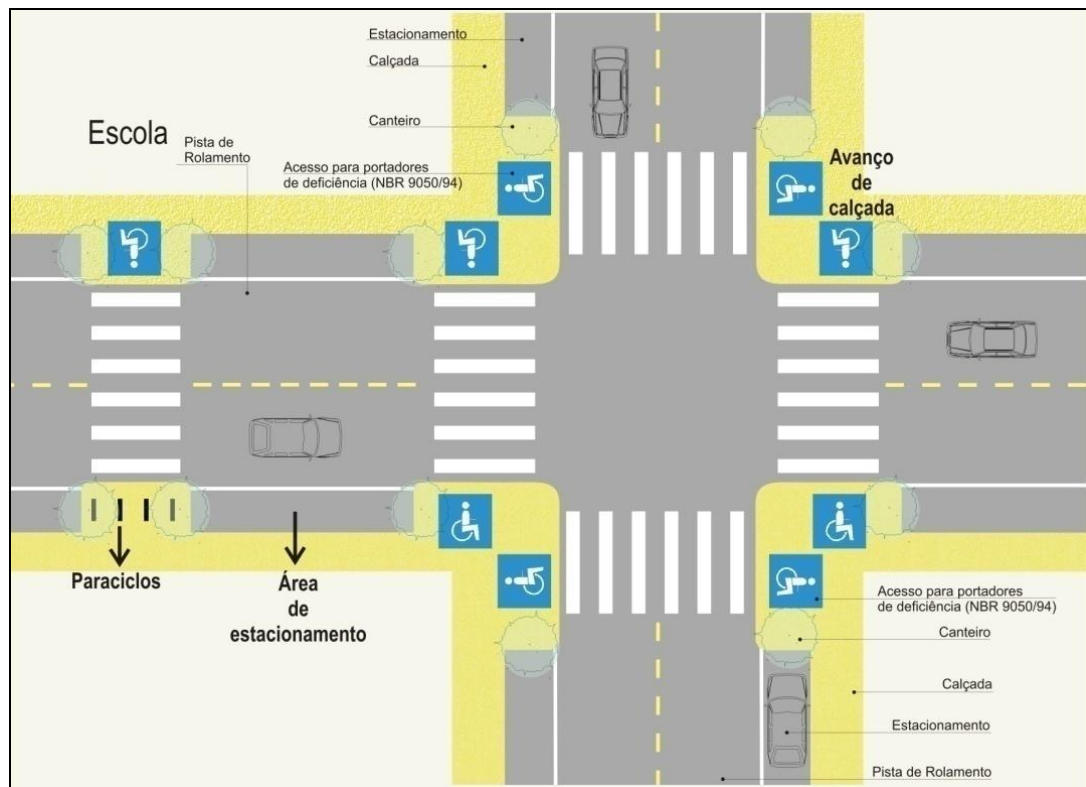 Estacionamento
Calçada
Canteiro
Escola
Pista de
Rolamento
Acesso para portadores
de deficiência (NBR 9050/94)
Avanço
de
calçada
Paraciclos
Área
de
estacionamento
Acesso para portadores
de deficiência (NBR 9050/94)
Canteiro
Calçada
Estacionamento
Pista de Rolamento